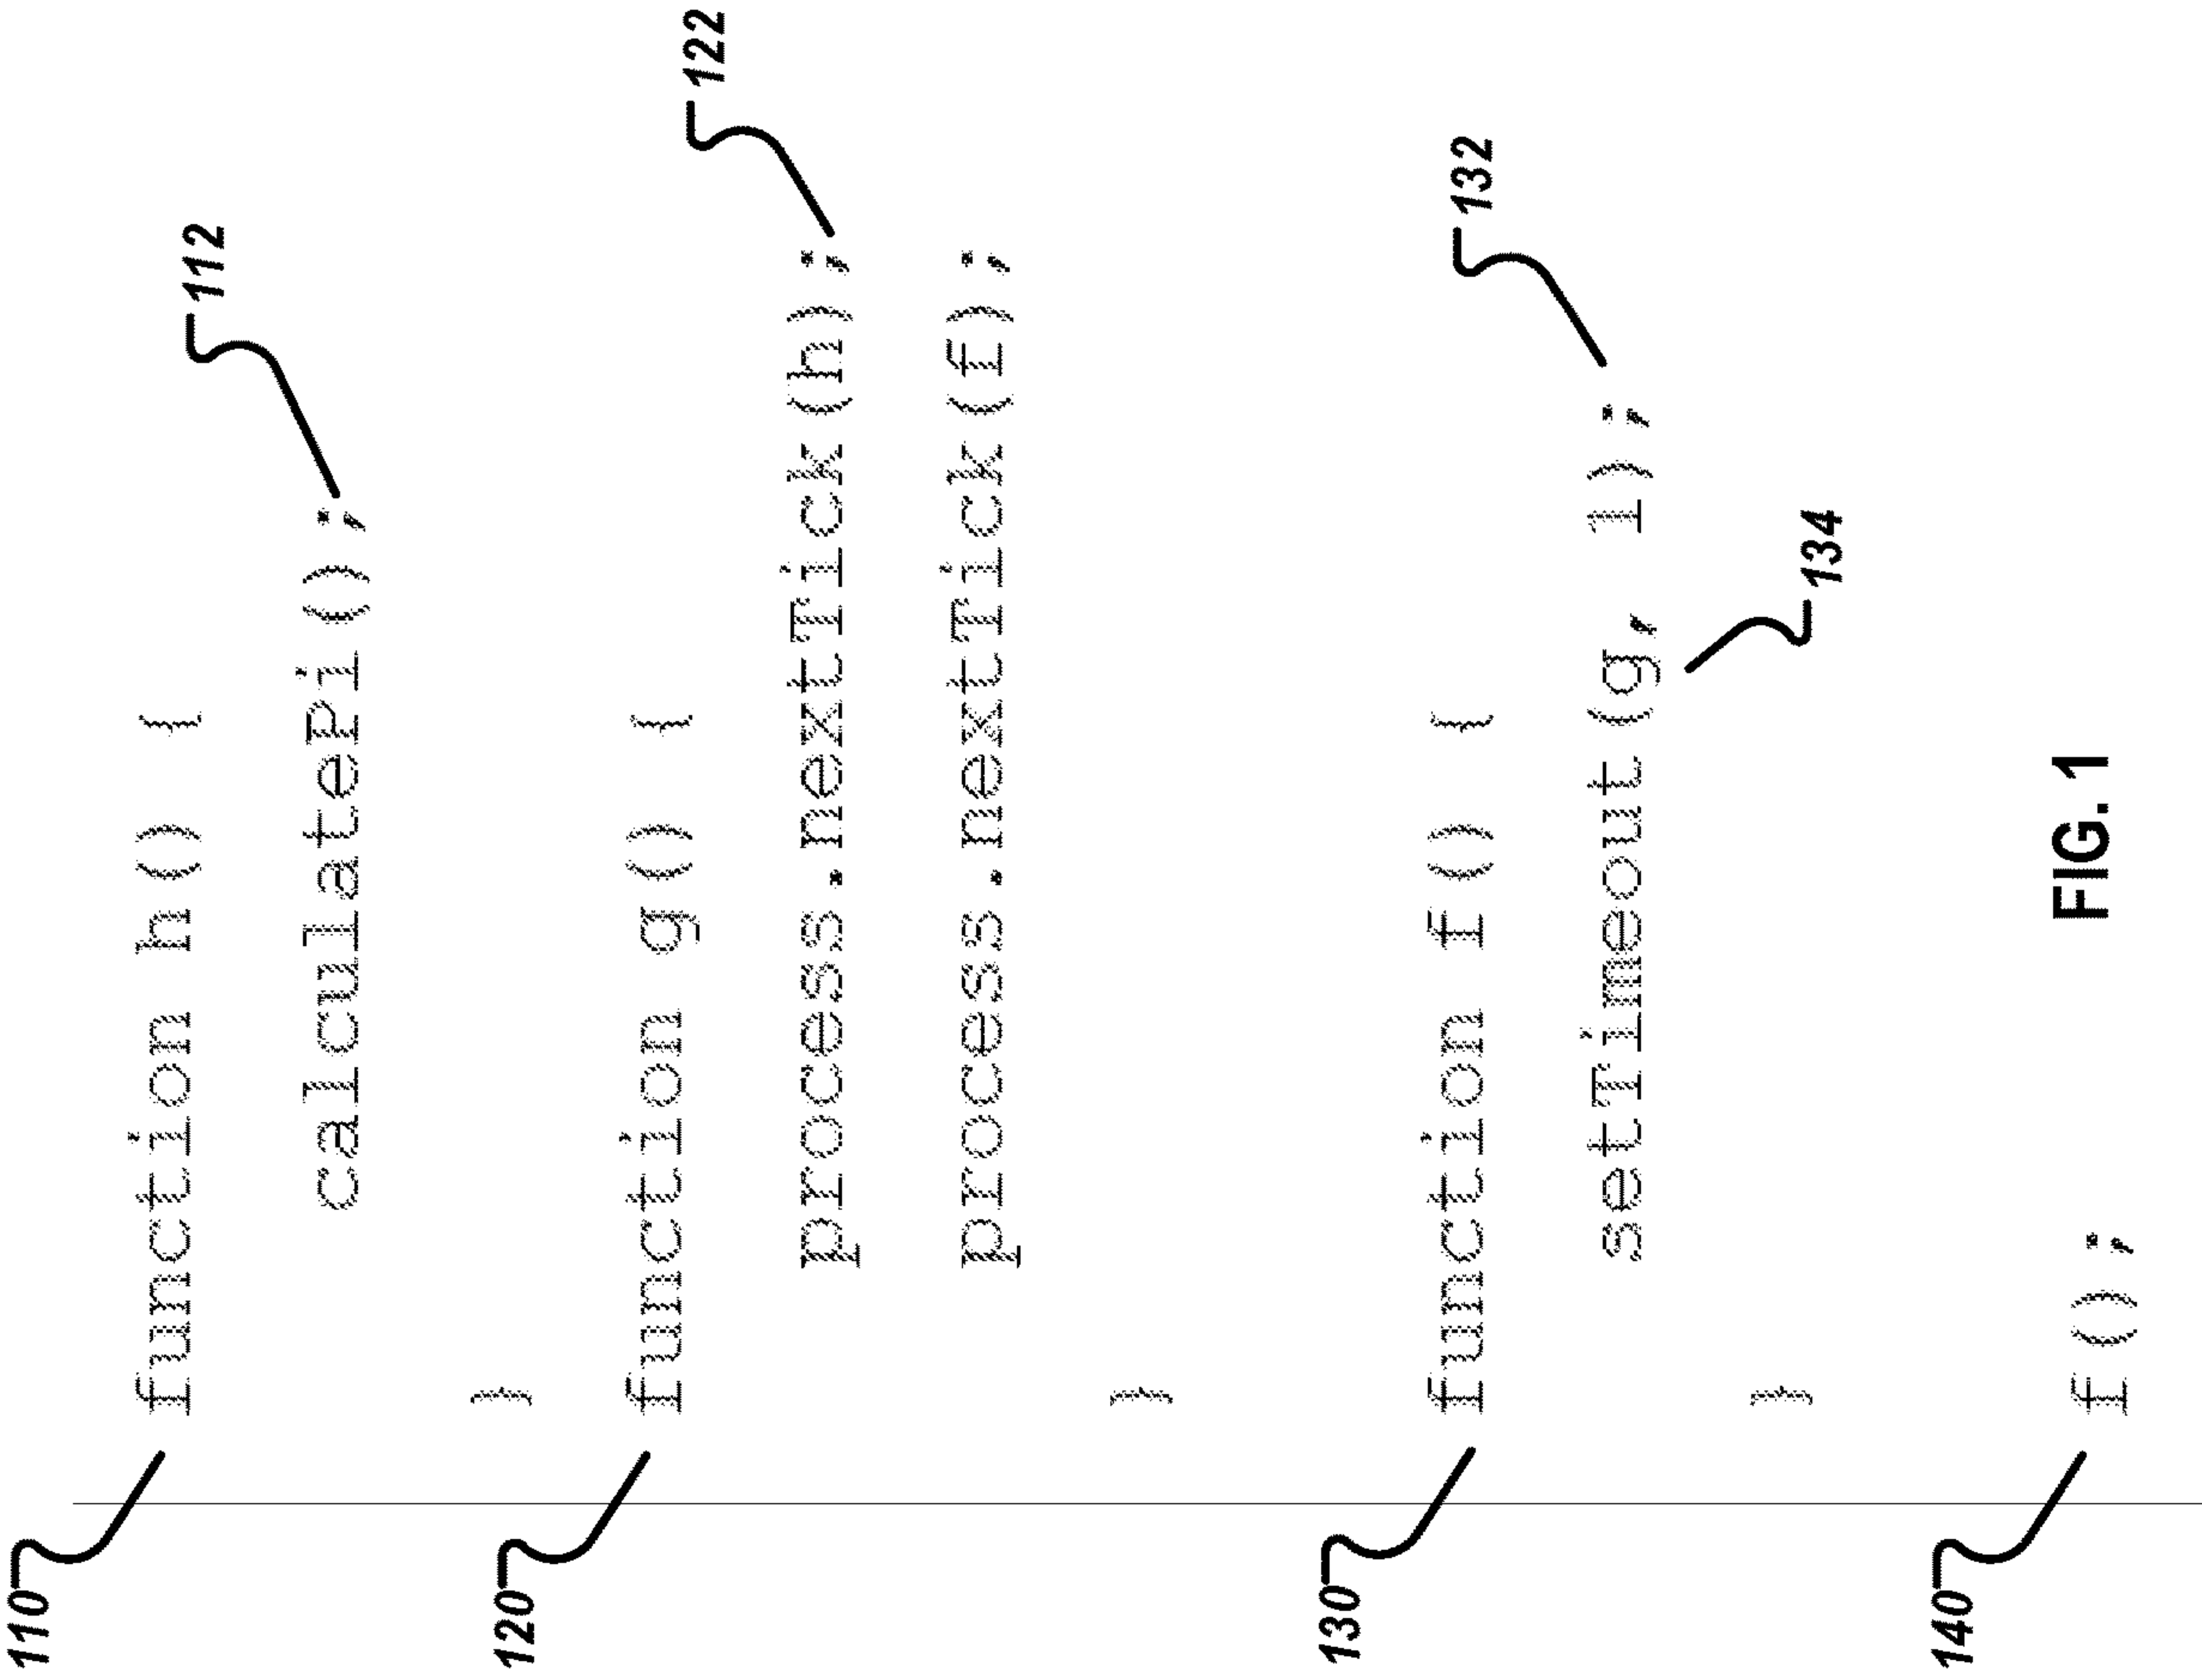 110
function h() {
112
calculatePi();
}
120
function g() {
122
process.nextTick(h);
process.nextTick(f);
}
130
function f() {
132
setTimeout(g, 1);
134
}
140
f();
FIG. 1